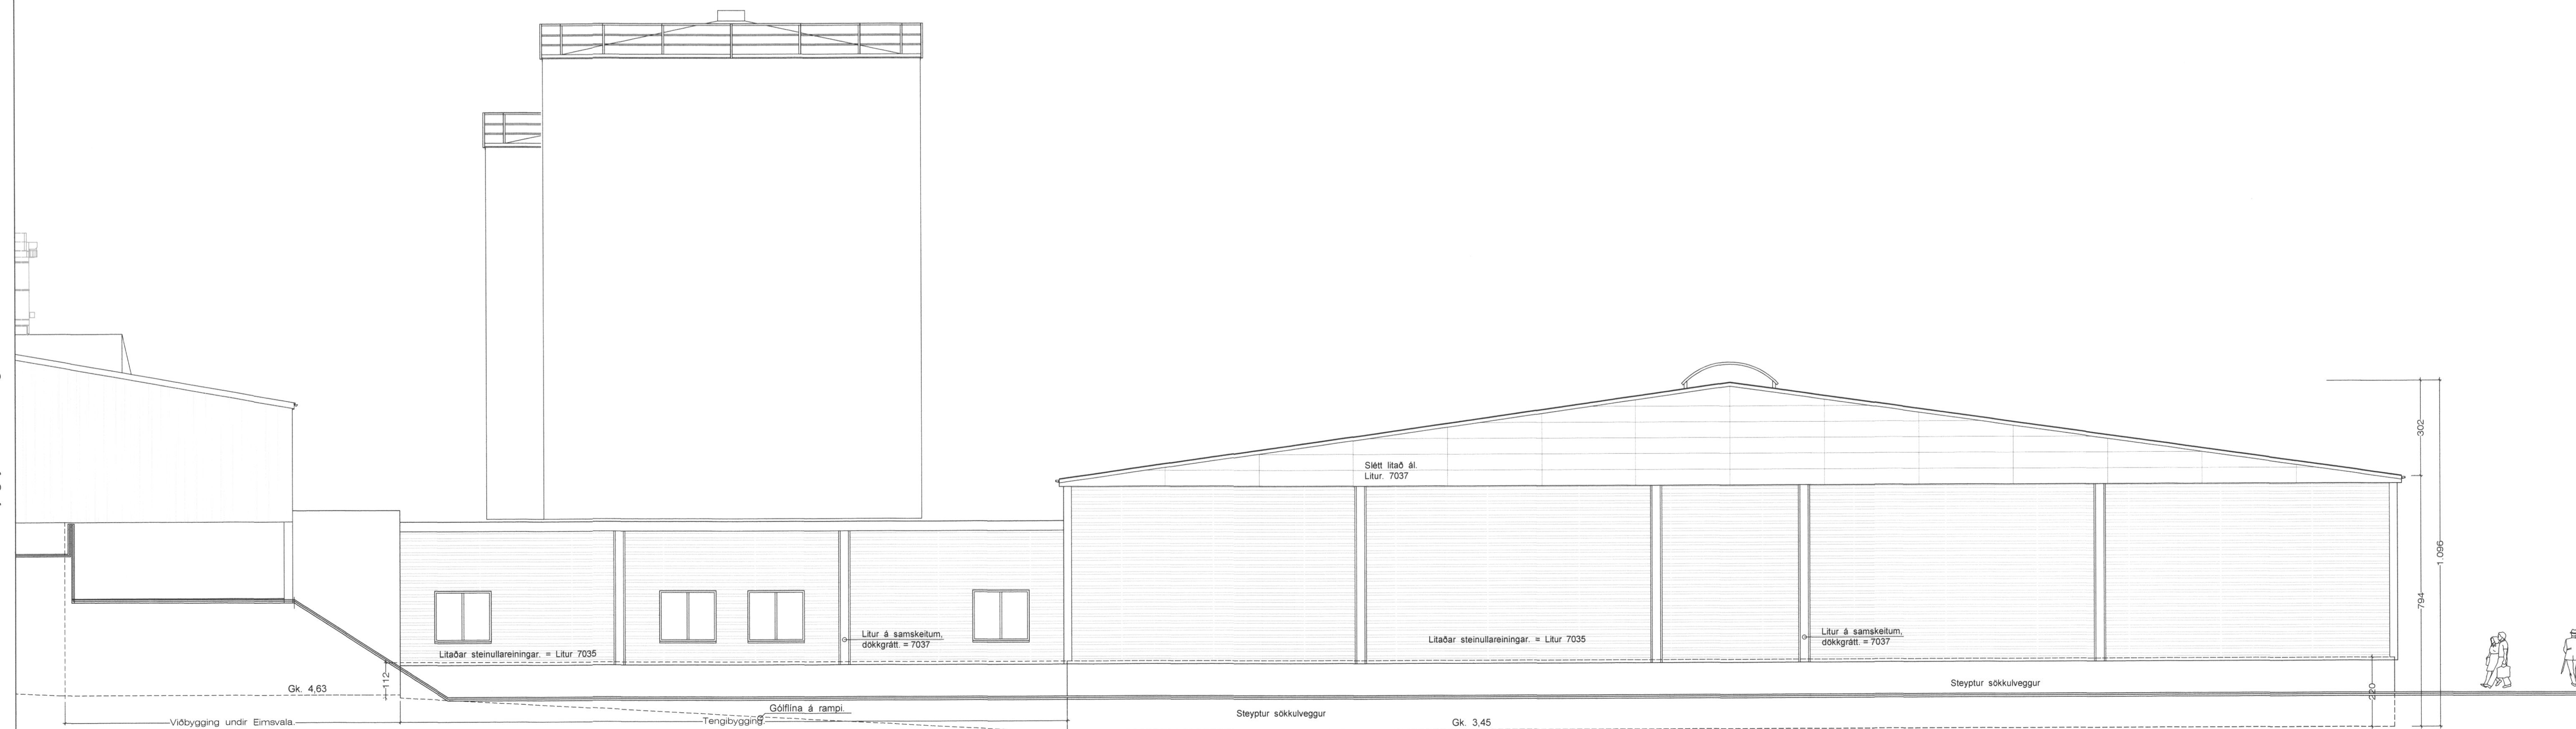 Slétt litað ál.
Litur. 7037
302
1.096
794
Litaðar steinullareiningar. = Litur 7035
Litur á samskeitum,
dökkgrátt. = 7037
Litaðar steinullareiningar. = Litur 7035
Litur á samskeitum,
dökkgrátt. = 7037
112
Gk. 4,63
Steyptur sökkulveggur
220
Gólflína á rampi.
Steyptur sökkulveggur
Viðbygging undir Eimsvala.
Tengibygging.
Gk. 3,45